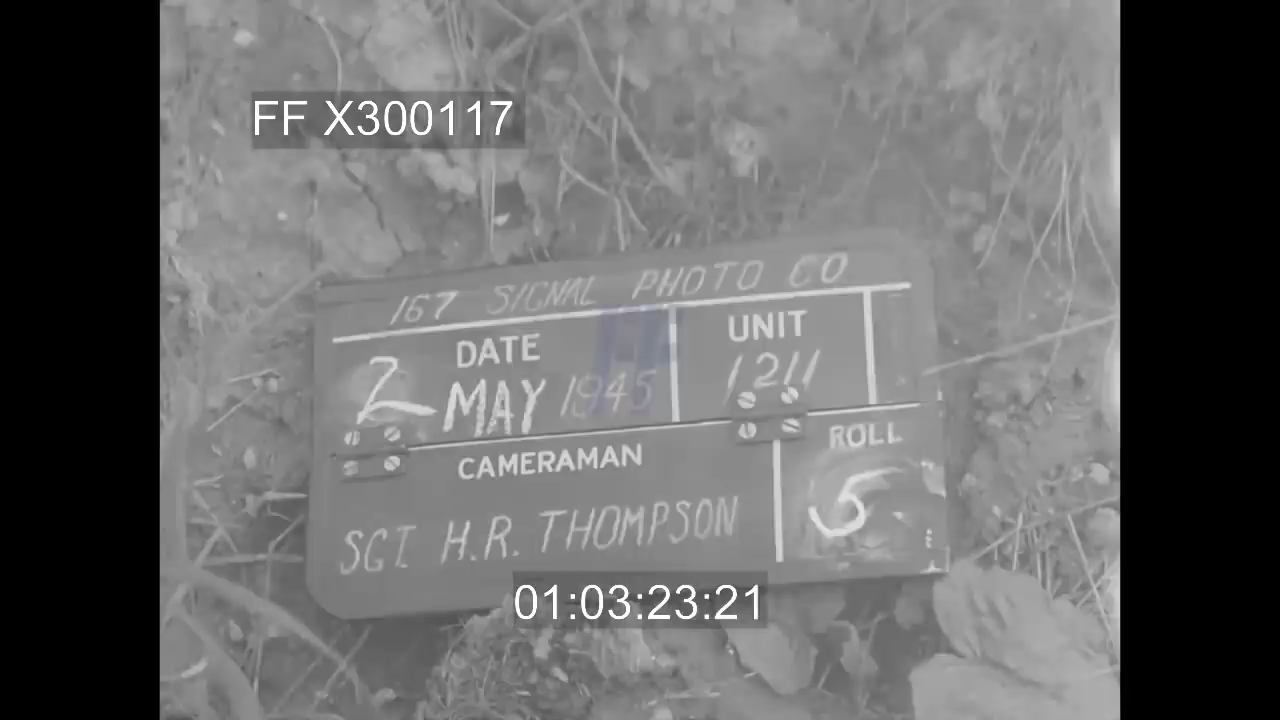 FF X300117
167 SIGNAL PHOTO CO
DATE
UNIT
2 MAY 1945
1211
CAMERAMAN
ROLL
SGT H.R. THOMPSON
5
01:03:23:21